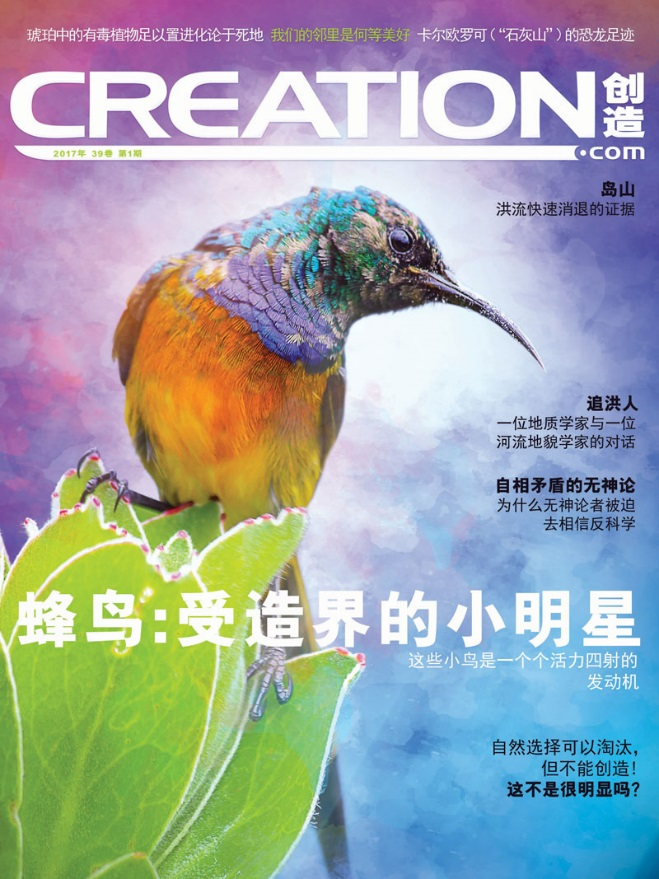 琥珀中的有毒植物足以置进化论于死地 我们的邻里是何等美好 卡尔欧罗可（“石灰山”）的恐龙足迹
CREATION
创造
.com
2017年 39卷 第1期
岛山
洪流快速消退的证据
追洪人
一位地质学家与一位
河流地貌学家的对话
自相矛盾的无神论
为什么无神论者被迫
去相信反科学
蜂鸟:受造界的小明星
这些小鸟是一个个活力四射的
发动机
自然选择可以淘汰，
但不能创造！
这不是很明显吗？